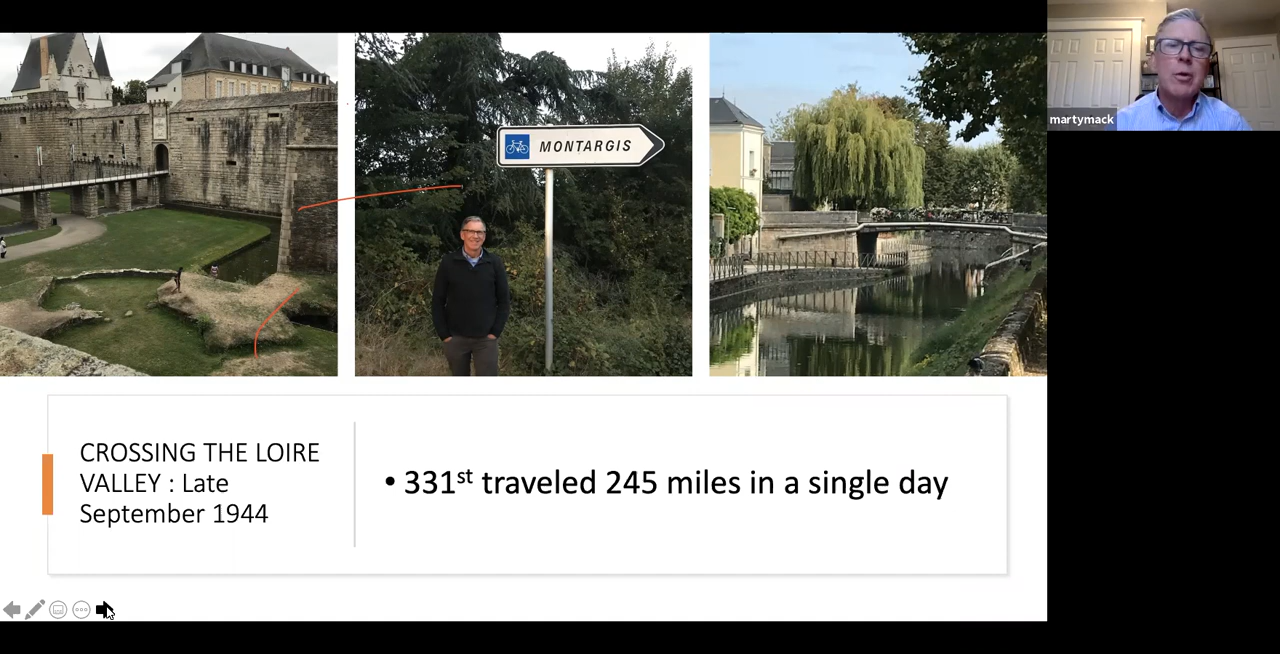 MONTARGIS
martymack
CROSSING THE LOIRE
VALLEY : Late
September 1944
• 331st traveled 245 miles in a single day